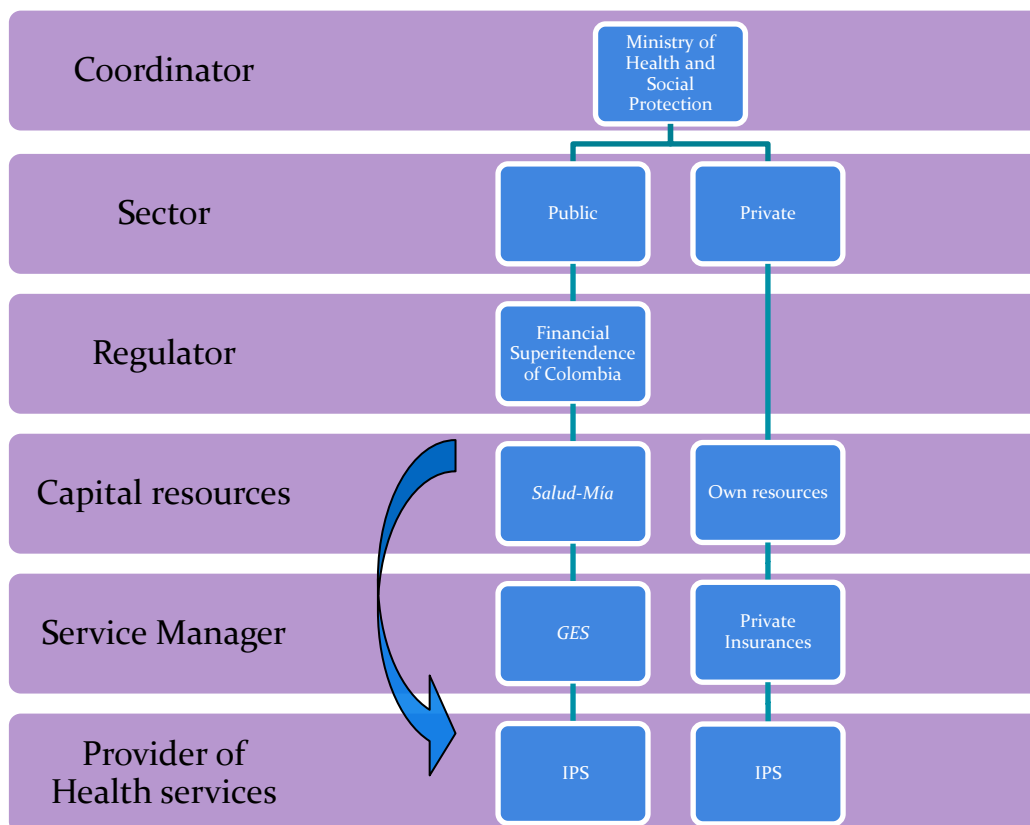 Coordinator
Ministry of
Health and
Social
Protection
Sector
Public
Private
Regulator
Financial
Superitendence
of Colombia
Capital resources
Salud-Mía
Own resources
Service Manager
GES
Private
Insurances
Provider of
Health services
IPS
IPS